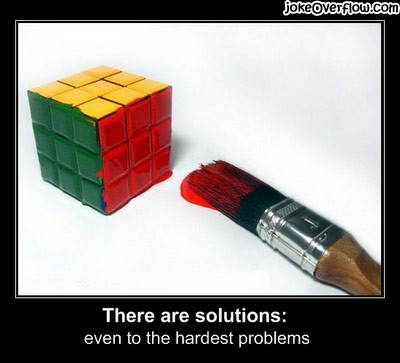 jokeOverflow.com
There are solutions:
even to the hardest problems